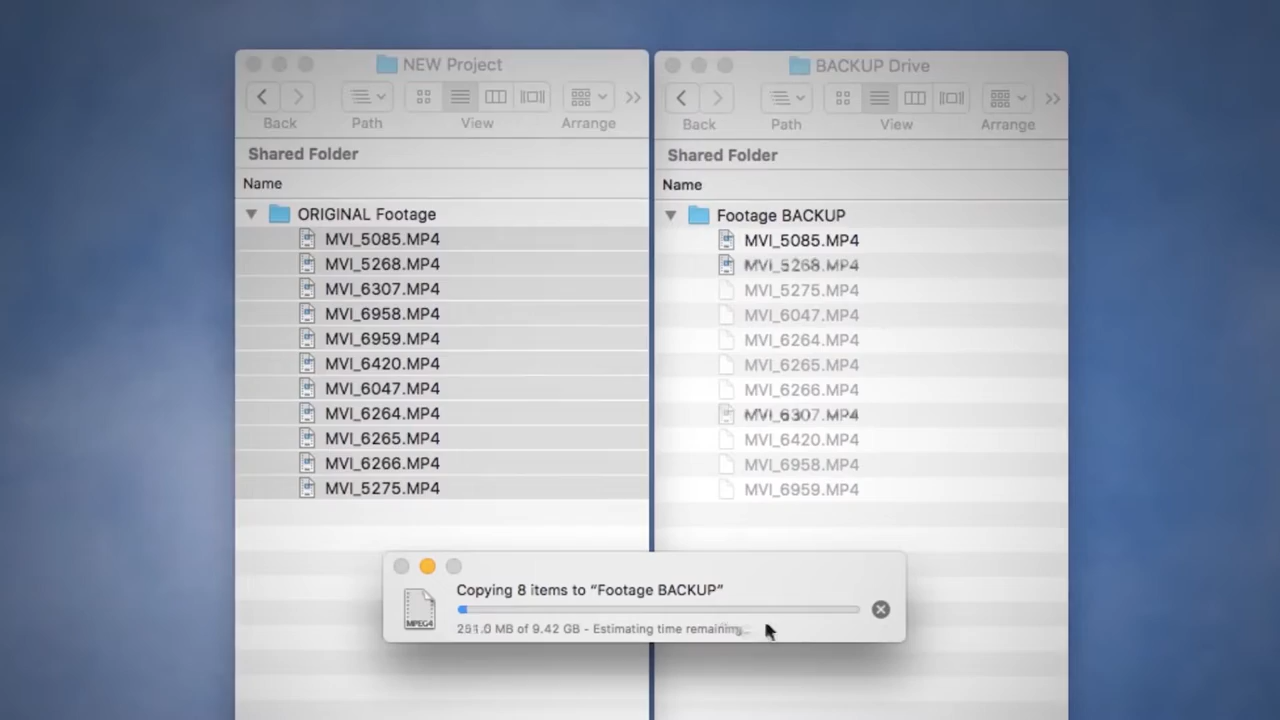 NEW Project
Back
Path
View
Arrange
Shared Folder
Name
ORIGINAL Footage
MVI_5085.MP4
MVI_5268.MP4
MVI_6307.MP4
MVI_6958.MP4
MVI_6959.MP4
MVI_6420.MP4
MVI_6047.MP4
MVI_6264.MP4
MVI_6265.MP4
MVI_6266.MP4
MVI_5275.MP4
BACKUP Drive
Back
Path
View
Arrange
Shared Folder
Name
Footage BACKUP
MVI_5085.MP4
MVI_5268.MP4
MVI_5275.MP4
MVI_6047.MP4
MVI_6264.MP4
MVI_6265.MP4
MVI_6266.MP4
MVI_6307.MP4
MVI_6420.MP4
MVI_6958.MP4
MVI_6959.MP4
MPEG4
Copying 8 items to “Footage BACKUP”
MB of 9.42 GB - Estimating time remaining...